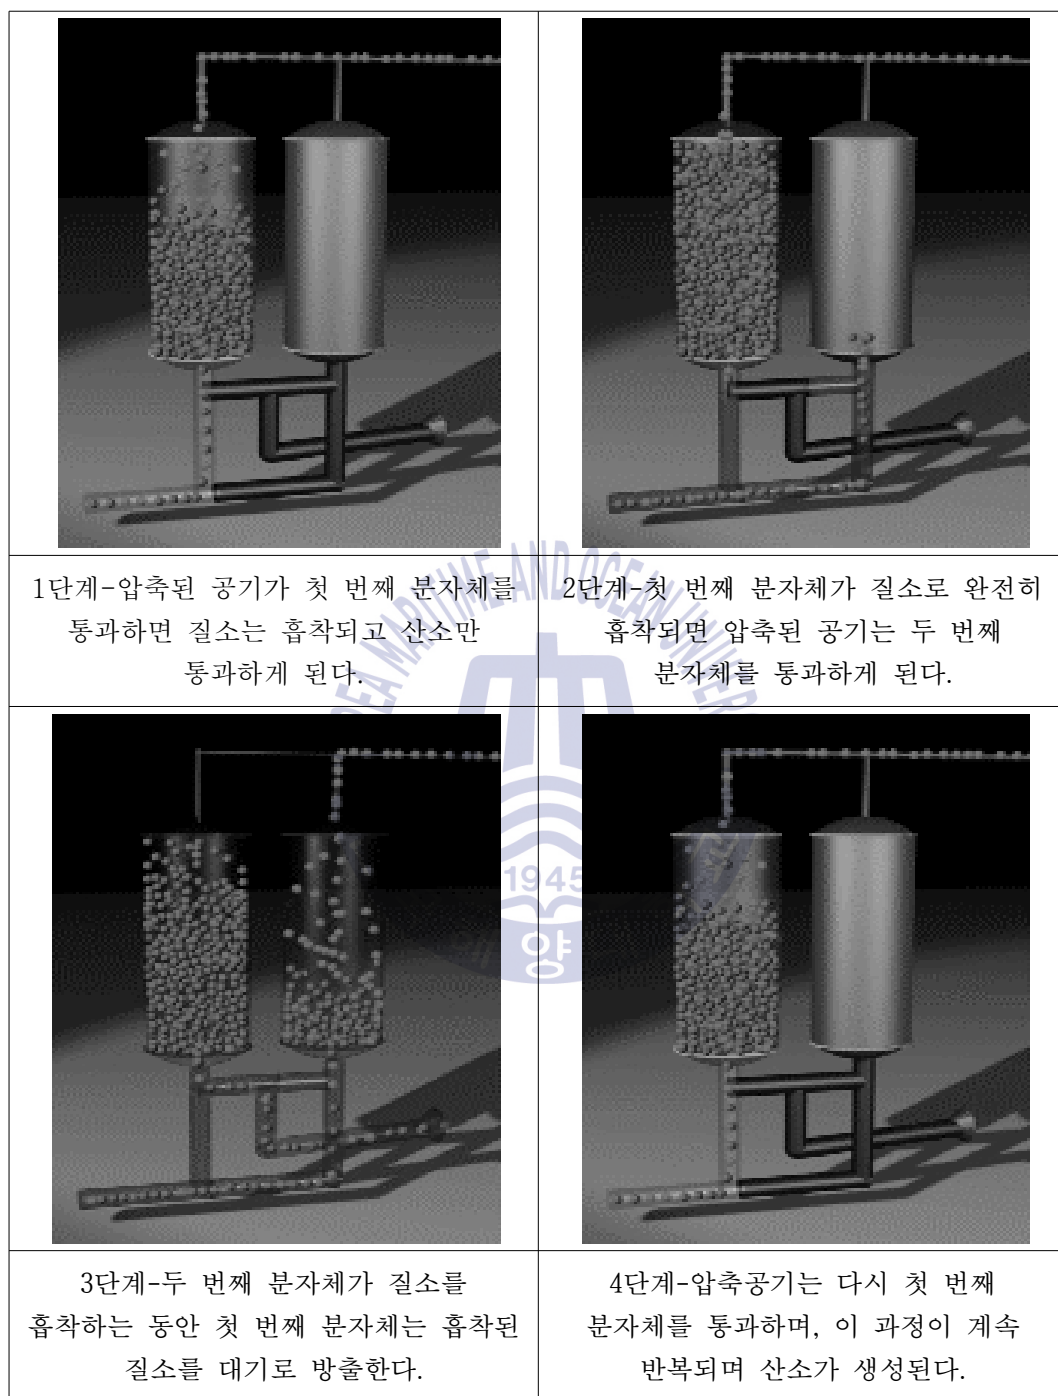 1단계-압축된 공기가 첫 번째 분자체를
통과하면 질소는 흡착되고 산소만
통과하게 된다.
2단계-첫 번째 분자체가 질소로 완전히
흡착되면 압축된 공기는 두 번째
분자체를 통과하게 된다.
3단계-두 번째 분자체가 질소를
흡착하는 동안 첫 번째 분자체는 흡착된
질소를 대기로 방출한다.
4단계-압축공기는 다시 첫 번째
분자체를 통과하며, 이 과정이 계속
반복되며 산소가 생성된다.
MARITIME AND OCEAN
1945
양